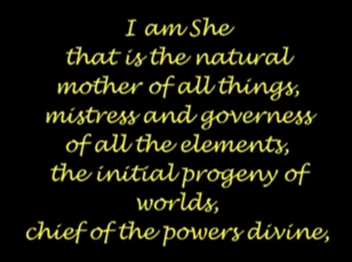 I am She
that is the natural
mother of all things,
mistress and governess
of all the elements,
the initial progeny of
worlds,
chief of the powers divine,